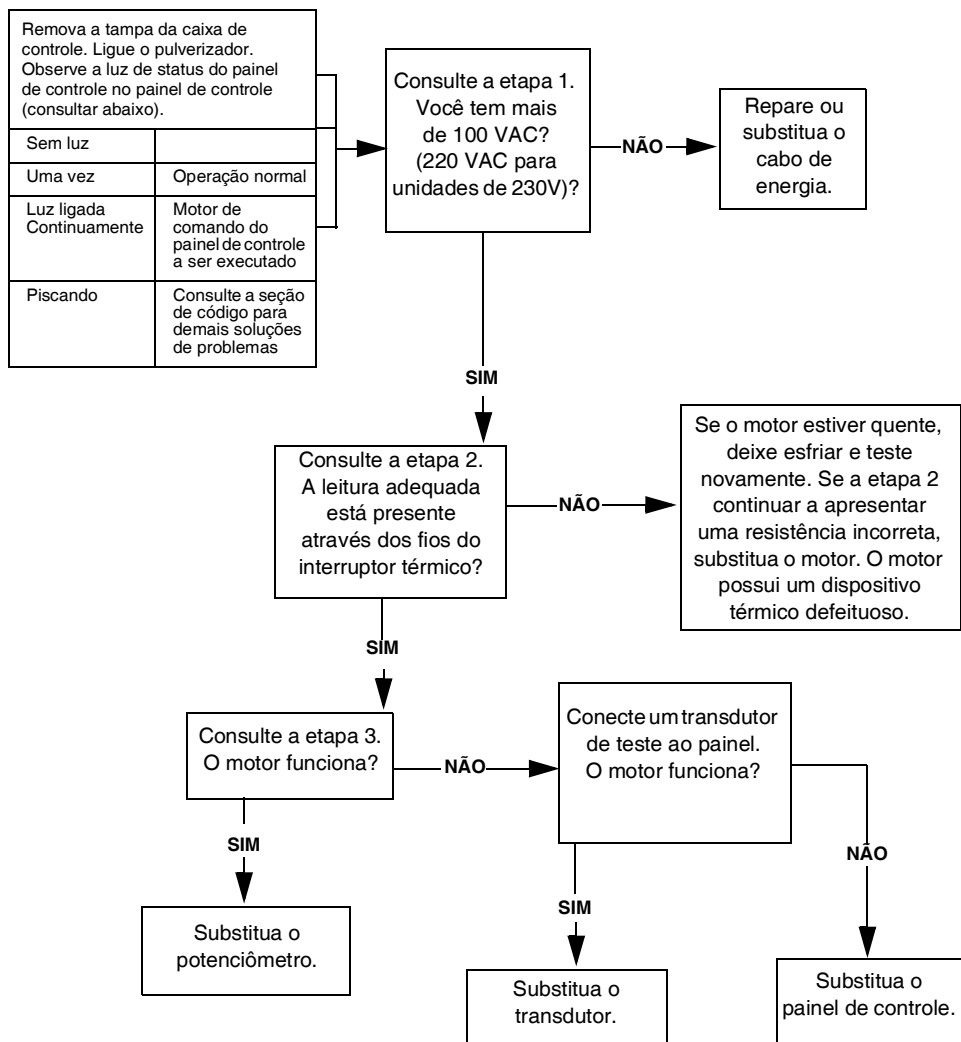 Remova a tampa da caixa de
controle. Ligue o pulverizador.
Observe a luz de status do painel
de controle no painel de controle
(consultar abaixo).
Sem luz
Uma vez
Operação normal
Luz ligada
Continuamente
Motor de
comando do
painel de controle
a ser executado
Piscando
Consulte a seção
de código para
demais soluções
de problemas
Consulte a etapa 1.
Você tem mais
de 100 VAC?
(220 VAC para
unidades de 230V)?
NÃO
Repare ou
substitua o
cabo de
energia.
SIM
Consulte a etapa 2.
A leitura adequada
está presente
através dos fios do
interruptor térmico?
NÃO
Se o motor estiver quente,
deixe esfriar e teste
novamente. Se a etapa 2
continuar a apresentar
uma resistência incorreta,
substitua o motor. O motor
possui um dispositivo
térmico defeituoso.
SIM
Consulte a etapa 3.
O motor funciona?
NÃO
Conecte um transdutor
de teste ao painel.
O motor funciona?
SIM
Substitua o
potenciômetro.
SIM
Substitua o
transdutor.
NÃO
Substitua o
painel de controle.